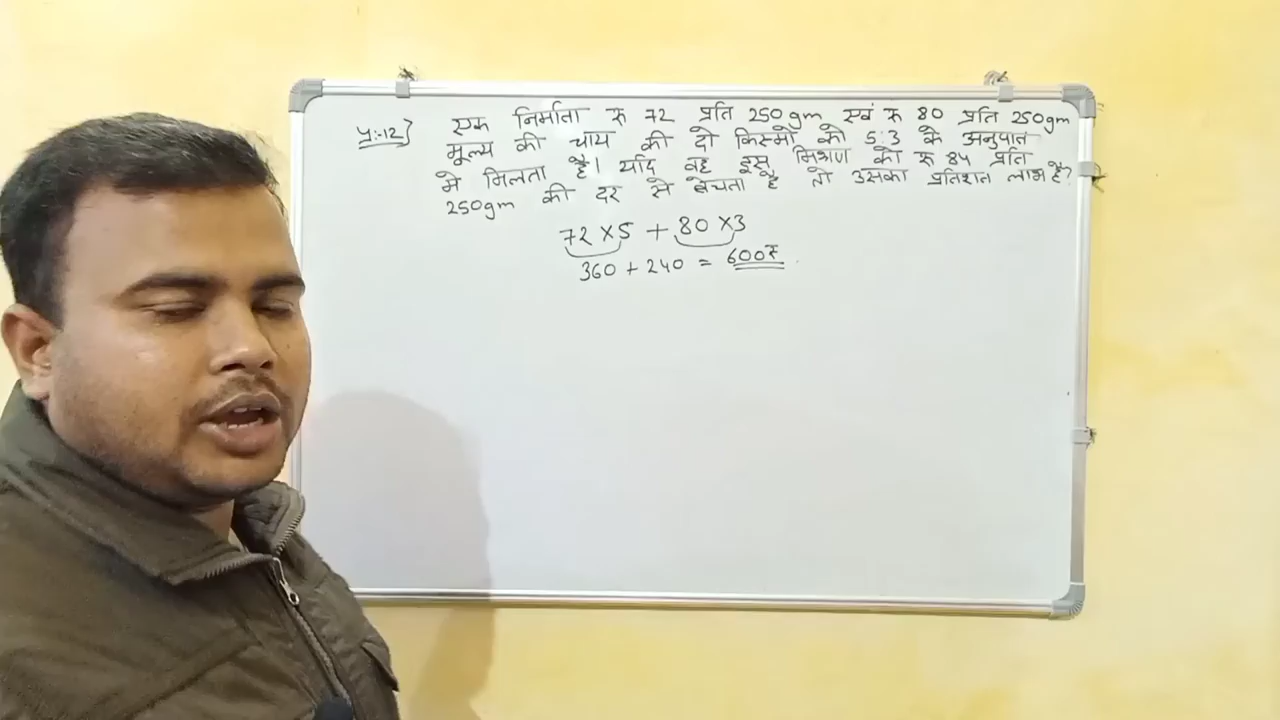 प्र:-12] एक निर्माता रु 72 प्रति 250gm एवं रु 80 प्रति 250gm
मूल्य की चाय की दो किस्मों को 5:3 के अनुपात
मे मिलता है। यदि वह इस मिश्रण को रु 84 प्रति
250gm की दर से बेचता है तो उसका प्रतिशत लाभ है?
72 × 5 + 80 × 3
360 + 240 = 600₹